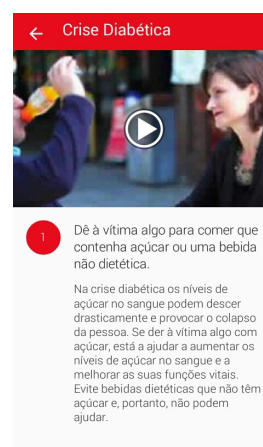 Crise Diabética
1
Dê à vítima algo para comer que
contenha açúcar ou uma bebida
não dietética.
Na crise diabética os níveis de
açúcar no sangue podem descer
drasticamente e provocar o colapso
da pessoa. Se der à vítima algo com
açúcar, está a ajudar a aumentar os
níveis de açúcar no sangue e a
melhorar as suas funções vitais.
Evite bebidas dietéticas que não têm
açúcar e, portanto, não podem
ajudar.